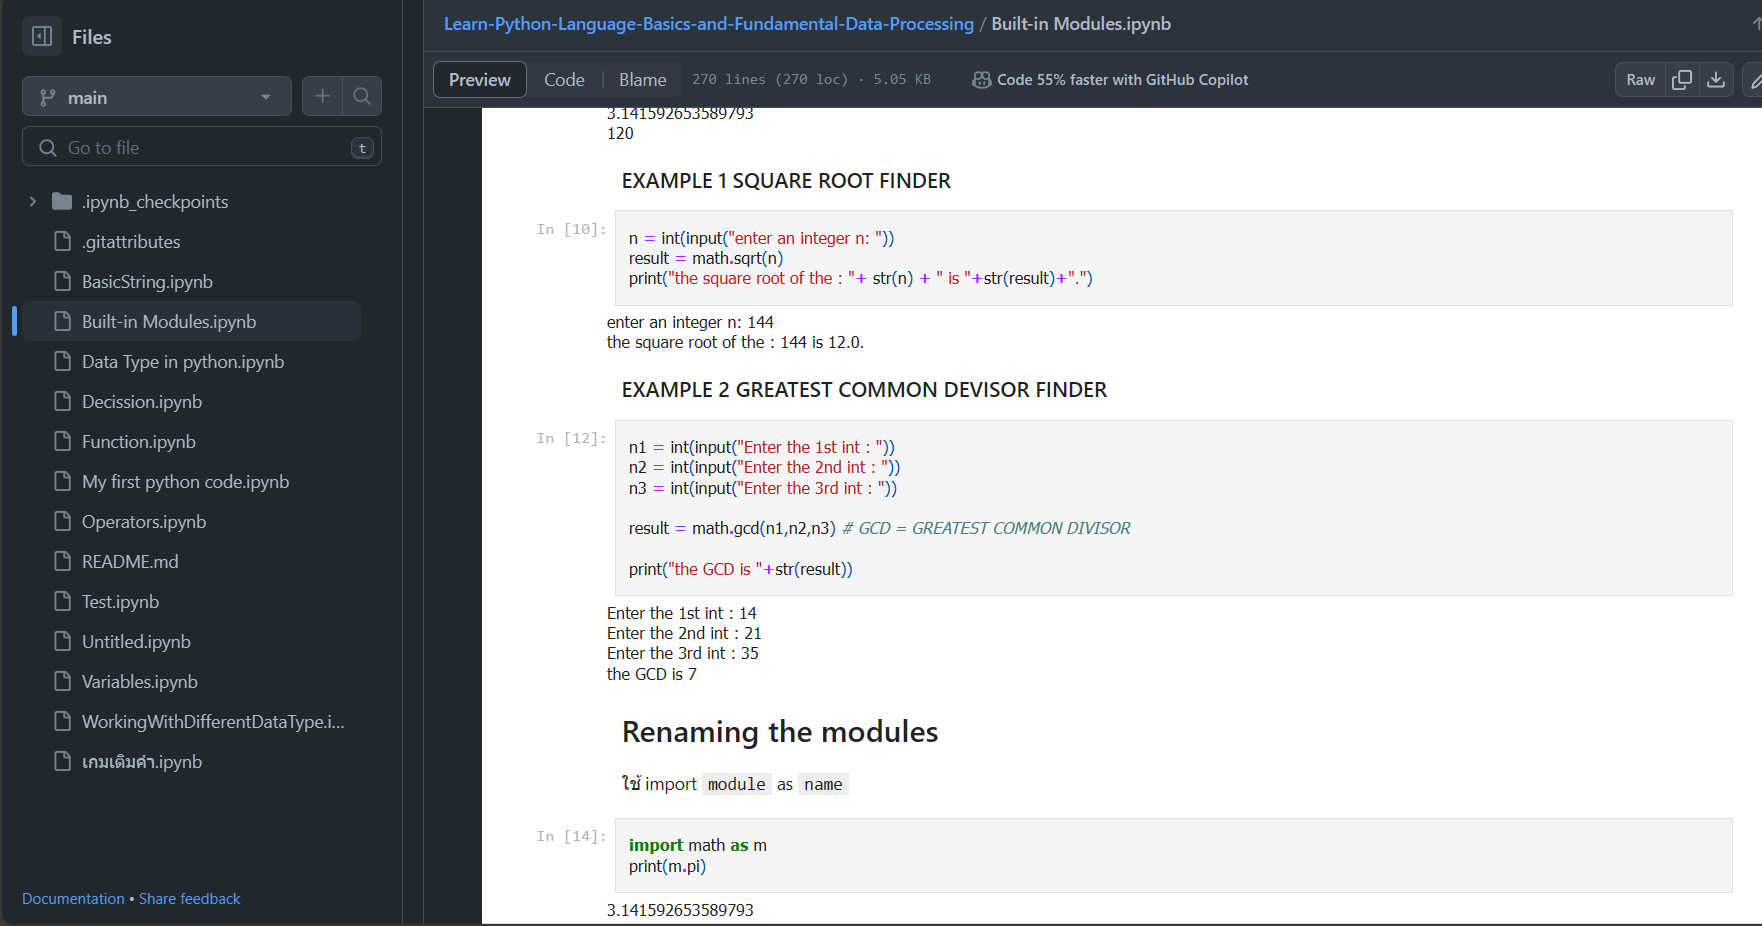 Files
main
Go to file
t
.ipynb_checkpoints
.gitattributes
BasicString.ipynb
Built-in Modules.ipynb
Data Type in python.ipynb
Decission.ipynb
Function.ipynb
My first python code.ipynb
Operators.ipynb
README.md
Test.ipynb
Untitled.ipynb
Variables.ipynb
WorkingWithDifferentDataType.i...
เกมเติมคำ.ipynb
Documentation • Share feedback
Learn-Python-Language-Basics-and-Fundamental-Data-Processing / Built-in Modules.ipynb
Preview Code Blame 270 lines (270 loc) · 5.05 KB Code 55% faster with GitHub Copilot Raw
3.141592653589793
120
EXAMPLE 1 SQUARE ROOT FINDER
In [10]:
n = int(input("enter an integer n: "))
result = math.sqrt(n)
print("the square root of the : "+ str(n) + " is "+str(result)+".")
enter an integer n: 144
the square root of the : 144 is 12.0.
EXAMPLE 2 GREATEST COMMON DEVISOR FINDER
In [12]:
n1 = int(input("Enter the 1st int : "))
n2 = int(input("Enter the 2nd int : "))
n3 = int(input("Enter the 3rd int : "))
result = math.gcd(n1,n2,n3) # GCD = GREATEST COMMON DIVISOR
print("the GCD is "+str(result))
Enter the 1st int : 14
Enter the 2nd int : 21
Enter the 3rd int : 35
the GCD is 7
Renaming the modules
ใช้ import module as name
In [14]:
import math as m
print(m.pi)
3.141592653589793